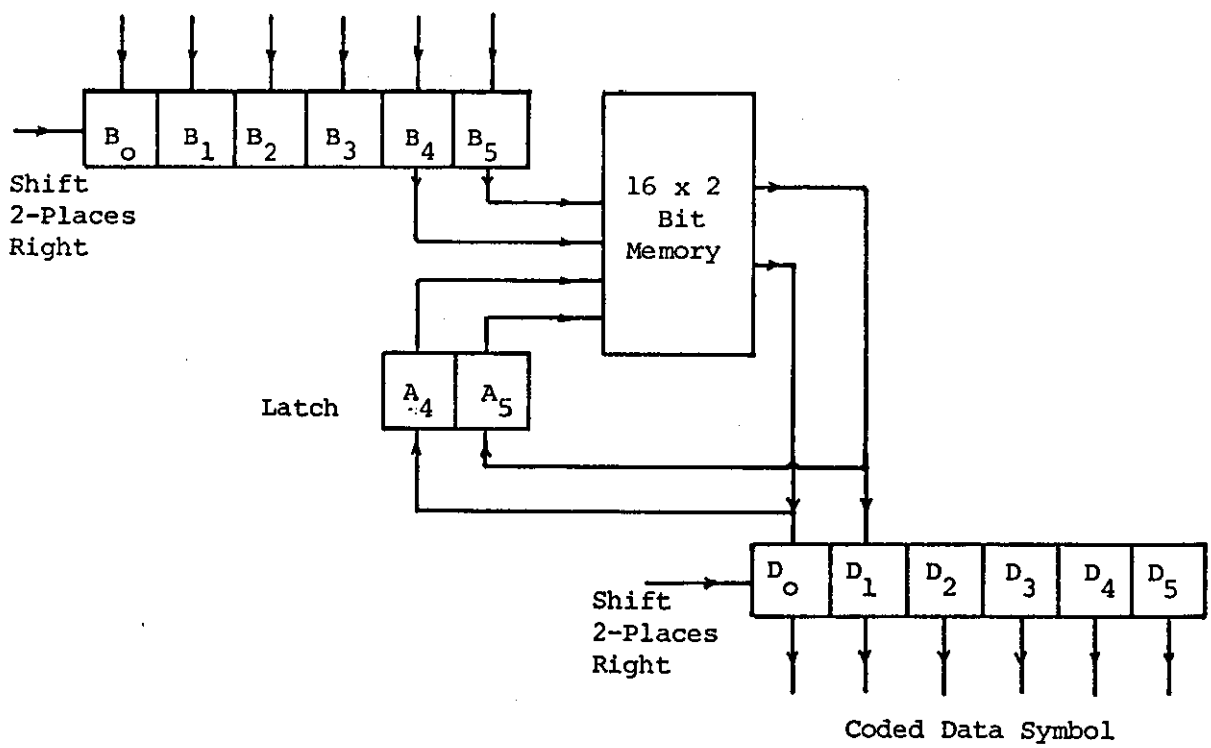 B₀ B₁ B₂ B₃ B₄ B₅
Shift
2-Places
Right
16 x 2
Bit
Memory
Latch
A₄ A₅
D₀ D₁ D₂ D₃ D₄ D₅
Shift
2-Places
Right
Coded Data Symbol